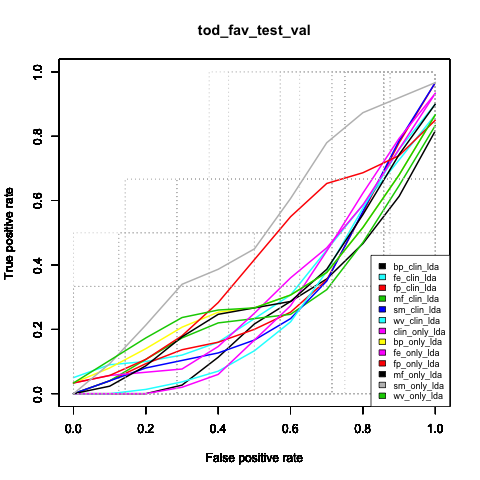 tod_fav_test_val
True positive rate
1.0
0.8
0.6
0.4
0.2
0.0
bp_clin_lda
fe_clin_lda
fp_clin_lda
mf_clin_lda
sm_clin_lda
wv_clin_lda
clin_only_lda
bp_only_lda
fe_only_lda
fp_only_lda
mf_only_lda
sm_only_lda
wv_only_lda
0.0 0.2 0.4 0.6 0.8 1.0
False positive rate